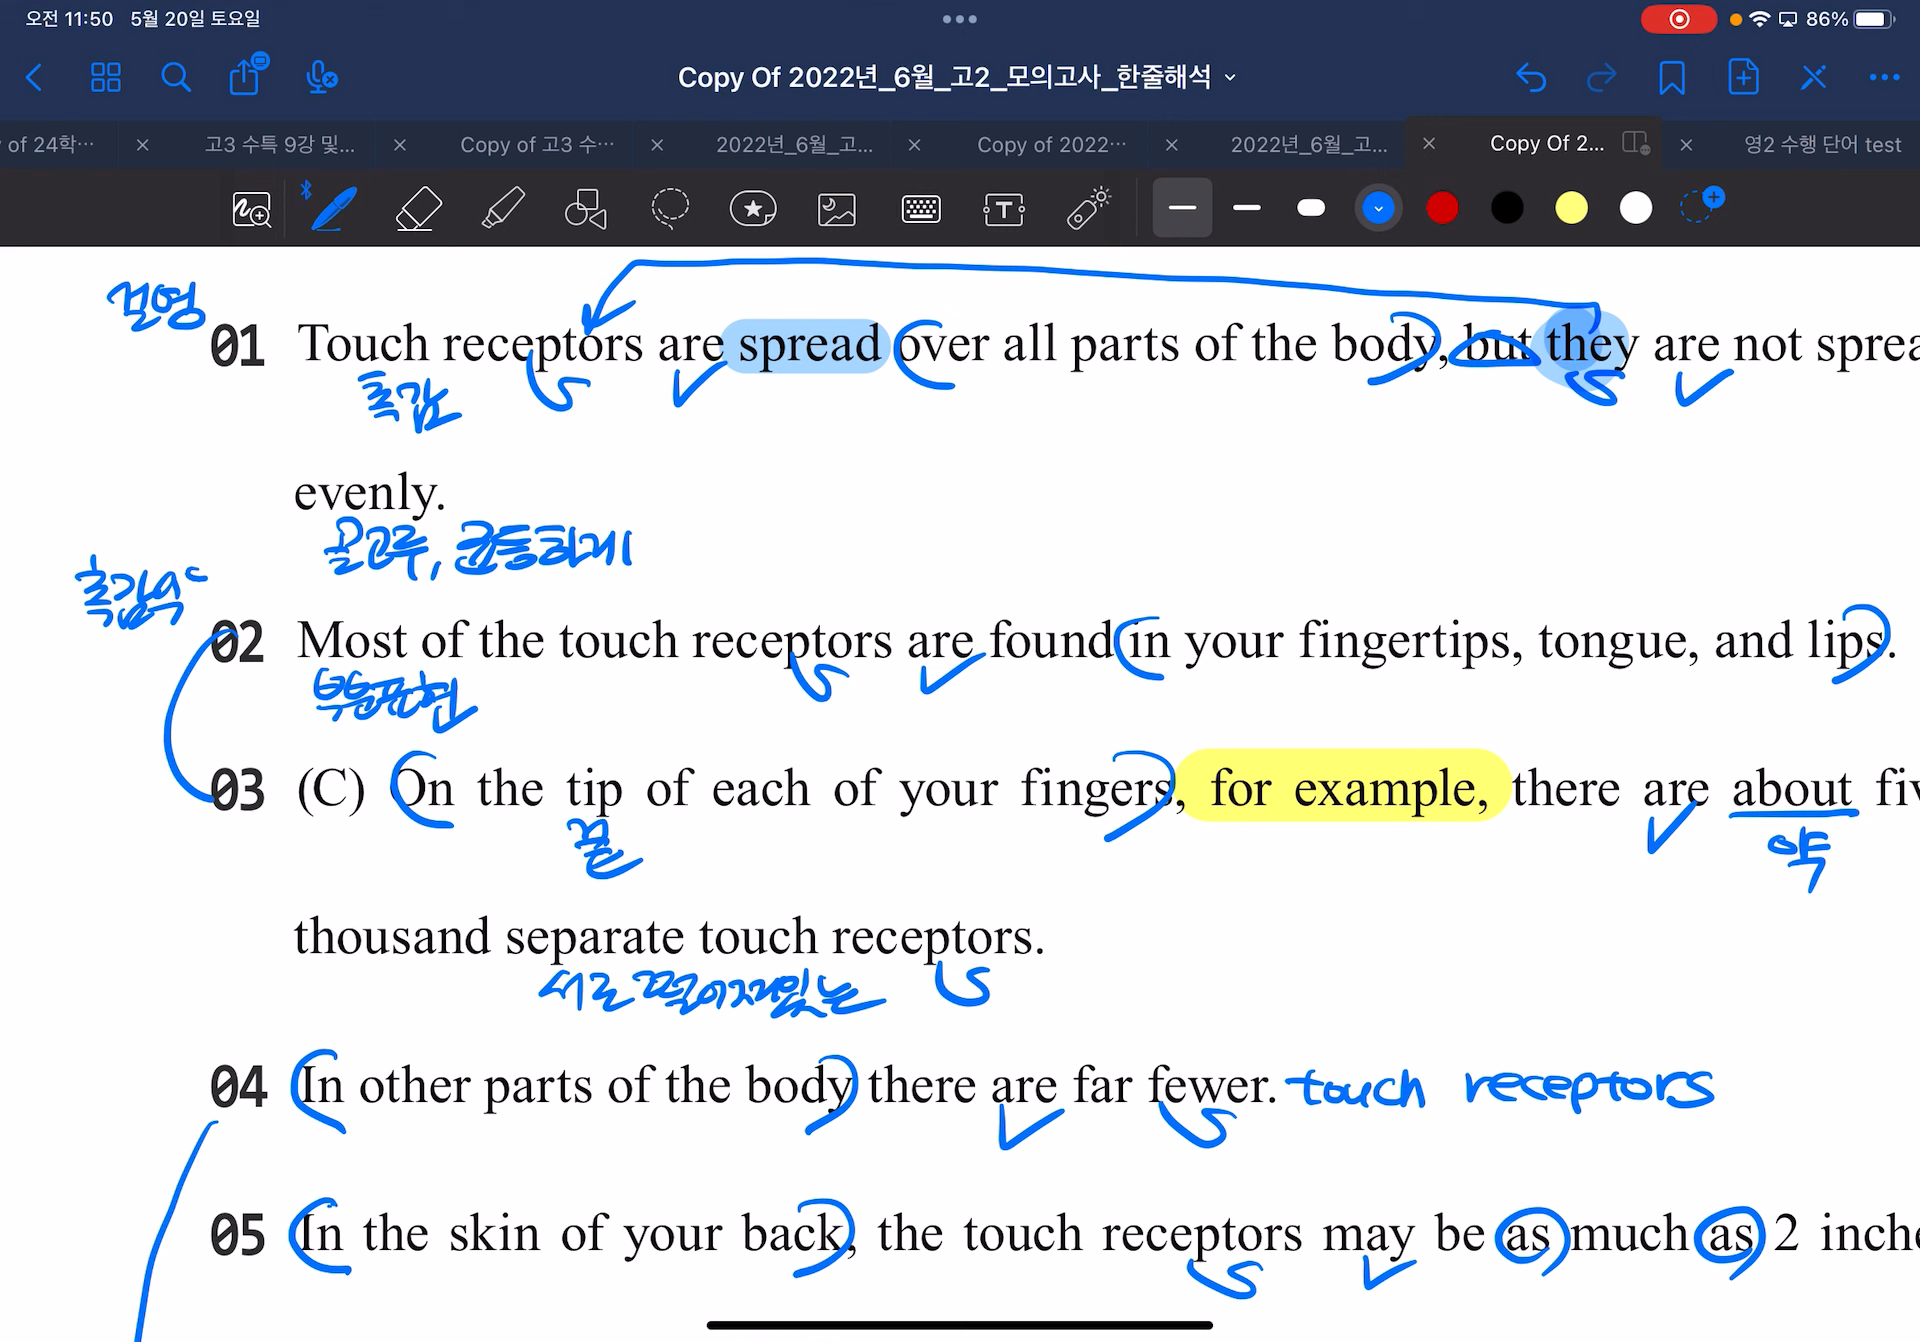 오전 11:50 5월 20일 토요일
86%
Copy Of 2022년_6월_고2_모의고사_한줄해석
of 24학… 고3 수특 9강 및... Copy of 고3 수… 2022년_6월_고... Copy of 2022… 2022년_6월_고... Copy Of 2... 영2 수행 단어 test
01 Touch receptors are spread over all parts of the body, but they are not sprea
촉감
evenly.
골고루, 균등하게
02 Most of the touch receptors are found in your fingertips, tongue, and lips.
부분표현
03 (C) On the tip of each of your fingers, for example, there are about fiv
끝 약
thousand separate touch receptors.
서로 떨어져있는
04 In other parts of the body there are far fewer. touch receptors
05 In the skin of your back, the touch receptors may be as much as 2 inche